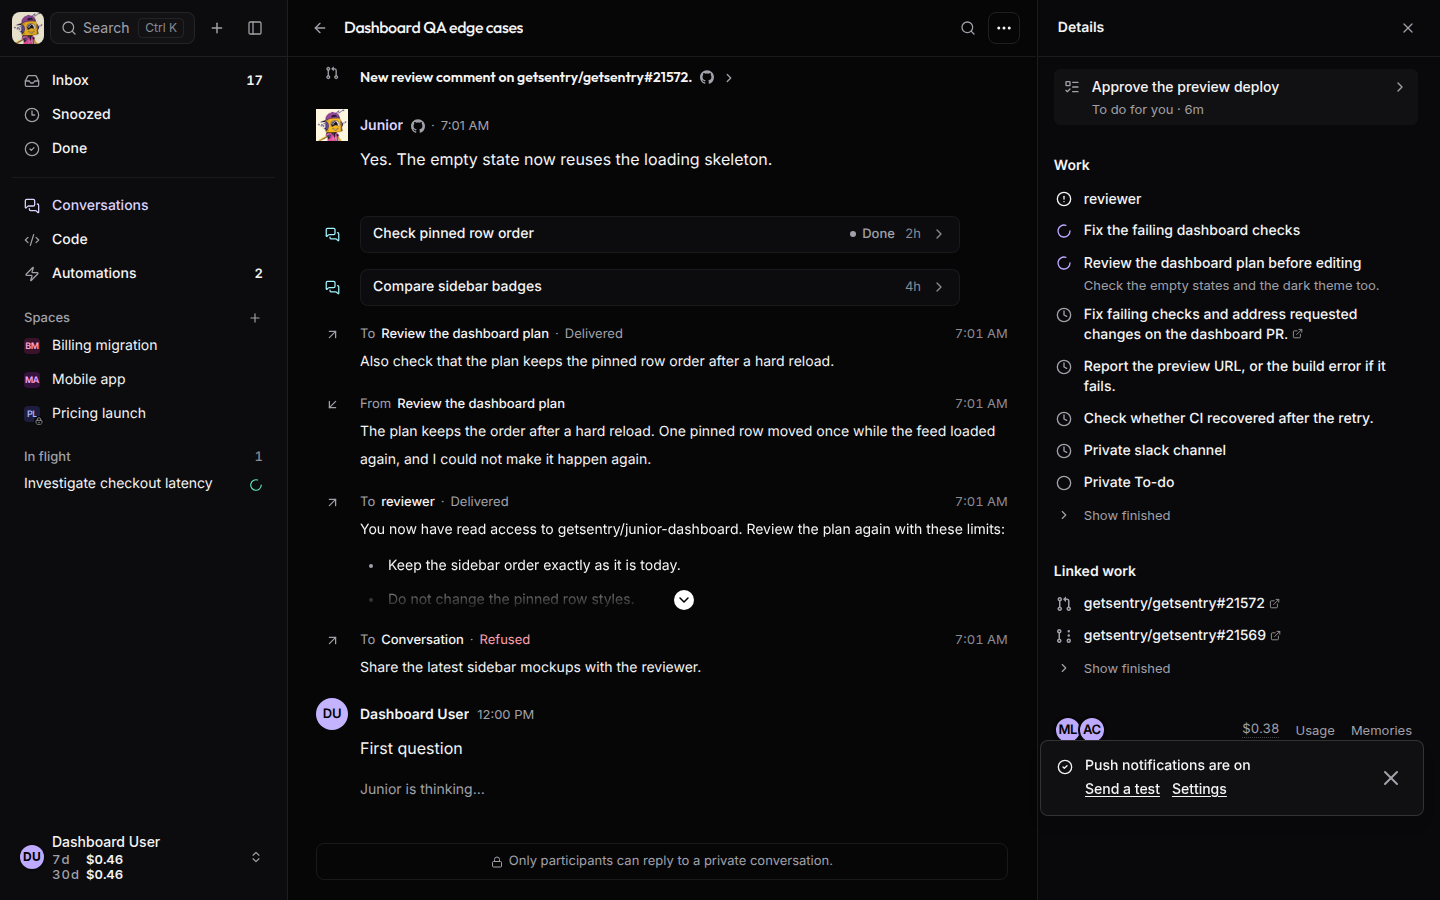 Search
Ctrl K
Inbox
17
Snoozed
Done
Conversations
Code
Automations
2
Spaces
BM
Billing migration
MA
Mobile app
PL
Pricing launch
In flight
1
Investigate checkout latency
DU
Dashboard User
7d $0.46
30d $0.46
Dashboard QA edge cases
New review comment on getsentry/getsentry#21572.
Junior · 7:01 AM
Yes. The empty state now reuses the loading skeleton.
Check pinned row order
Done 2h
Compare sidebar badges
4h
To Review the dashboard plan · Delivered
7:01 AM
Also check that the plan keeps the pinned row order after a hard reload.
From Review the dashboard plan
7:01 AM
The plan keeps the order after a hard reload. One pinned row moved once while the feed loaded
again, and I could not make it happen again.
To reviewer · Delivered
7:01 AM
You now have read access to getsentry/junior-dashboard. Review the plan again with these limits:
• Keep the sidebar order exactly as it is today.
• Do not change the pinned row styles.
To Conversation · Refused
7:01 AM
Share the latest sidebar mockups with the reviewer.
DU
Dashboard User 12:00 PM
First question
Junior is thinking...
Only participants can reply to a private conversation.
Details
Approve the preview deploy
To do for you · 6m
Work
reviewer
Fix the failing dashboard checks
Review the dashboard plan before editing
Check the empty states and the dark theme too.
Fix failing checks and address requested
changes on the dashboard PR.
Report the preview URL, or the build error if it
fails.
Check whether CI recovered after the retry.
Private slack channel
Private To-do
Show finished
Linked work
getsentry/getsentry#21572
getsentry/getsentry#21569
Show finished
ML AC
$0.38 Usage Memories
Push notifications are on
Send a test Settings